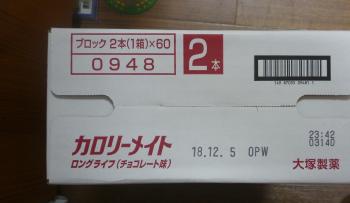 ブロック 2本(1箱)×60
0948
2本
カロリーメイト
ロングライフ(チョコレート味)
18.12.5 OPW
23:42
0314D
大塚製薬